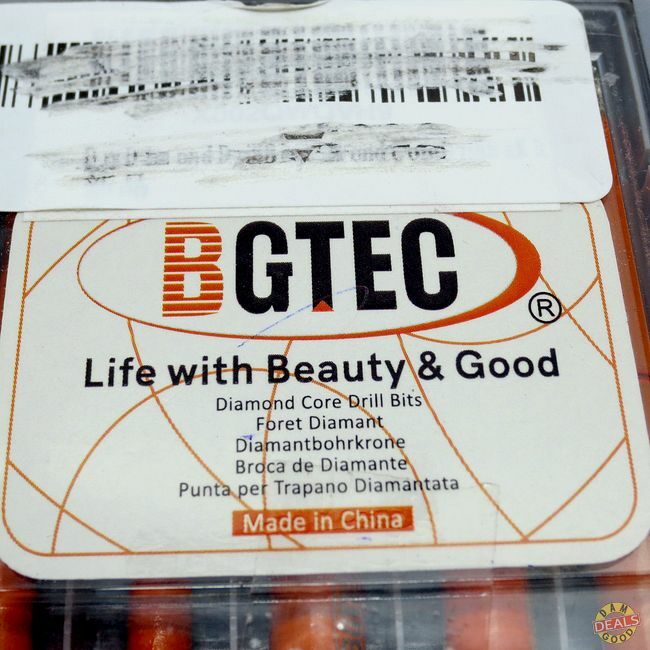 BGTEC
®
Life with Beauty & Good
Diamond Core Drill Bits
Foret Diamant
Diamantbohrkrone
Broca de Diamante
Punta per Trapano Diamantata
Made in China
DAM
DEALS
GOOD